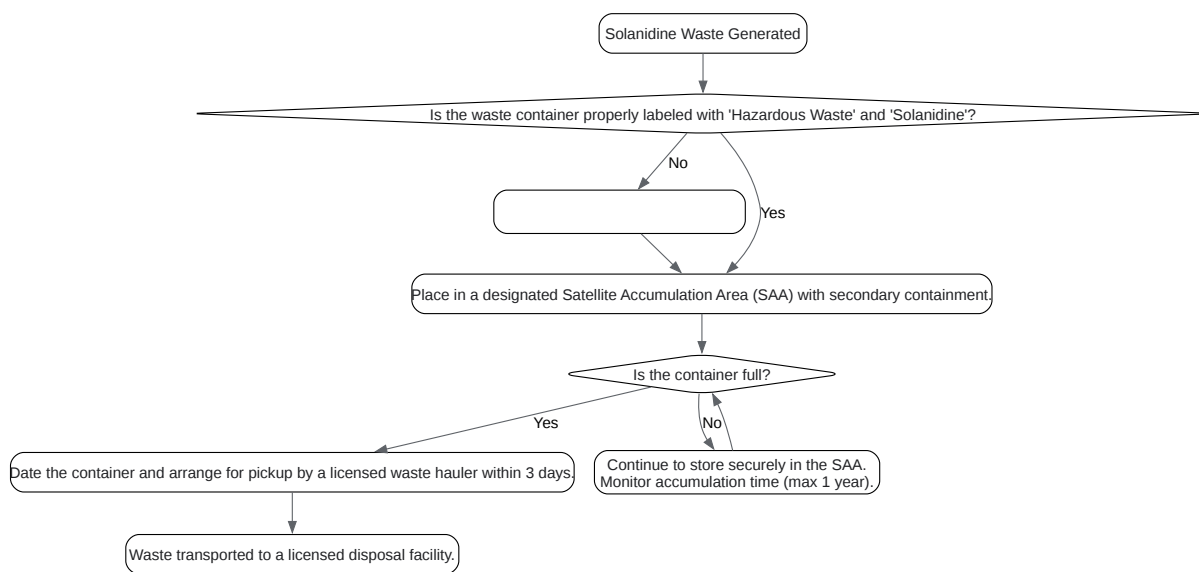 Solanidine Waste Generated
Is the waste container properly labeled with 'Hazardous Waste' and 'Solanidine'?
No
Yes
Place in a designated Satellite Accumulation Area (SAA) with secondary containment.
Is the container full?
Yes
No
Date the container and arrange for pickup by a licensed waste hauler within 3 days.
Continue to store securely in the SAA.
Monitor accumulation time (max 1 year).
Waste transported to a licensed disposal facility.